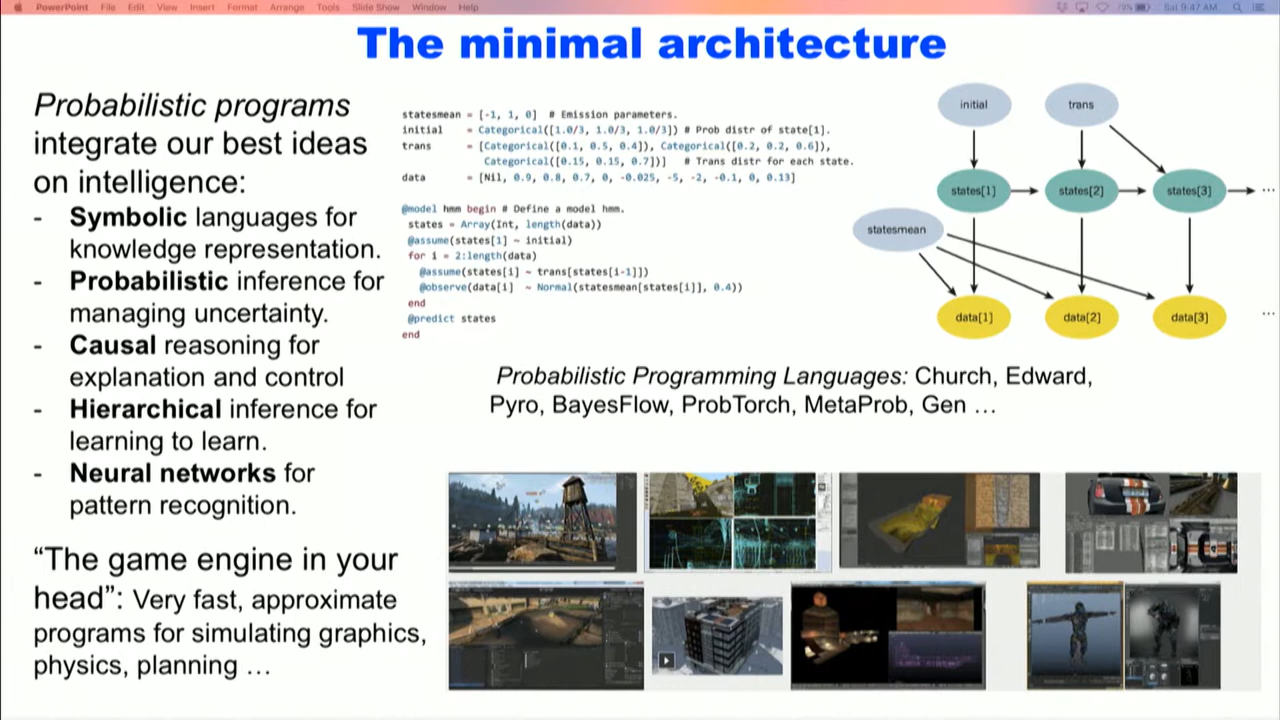 PowerPoint File Edit View Insert Format Arrange Tools Slide Show Window Help 79% Sat 9:47 AM
The minimal architecture
Probabilistic programs
integrate our best ideas
on intelligence:
- Symbolic languages for
knowledge representation.
- Probabilistic inference for
managing uncertainty.
- Causal reasoning for
explanation and control
- Hierarchical inference for
learning to learn.
- Neural networks for
pattern recognition.
“The game engine in your
head”: Very fast, approximate
programs for simulating graphics,
physics, planning …
statesmean = [-1, 1, 0] # Emission parameters.
initial = Categorical([1.0/3, 1.0/3, 1.0/3]) # Prob distr of state[1].
trans = [Categorical([0.1, 0.5, 0.4]), Categorical([0.2, 0.2, 0.6]),
Categorical([0.15, 0.15, 0.7])] # Trans distr for each state.
data = [Nil, 0.9, 0.8, 0.7, 0, -0.025, -5, -2, -0.1, 0, 0.13]
@model hmm begin # Define a model hmm.
states = Array(Int, length(data))
@assume(states[1] ~ initial)
for i = 2:length(data)
@assume(states[i] ~ trans[states[i-1]])
@observe(data[i] ~ Normal(statesmean[states[i]], 0.4))
end
@predict states
end
initial
trans
states[1]
states[2]
states[3]
...
statesmean
data[1]
data[2]
data[3]
...
Probabilistic Programming Languages: Church, Edward,
Pyro, BayesFlow, ProbTorch, MetaProb, Gen …